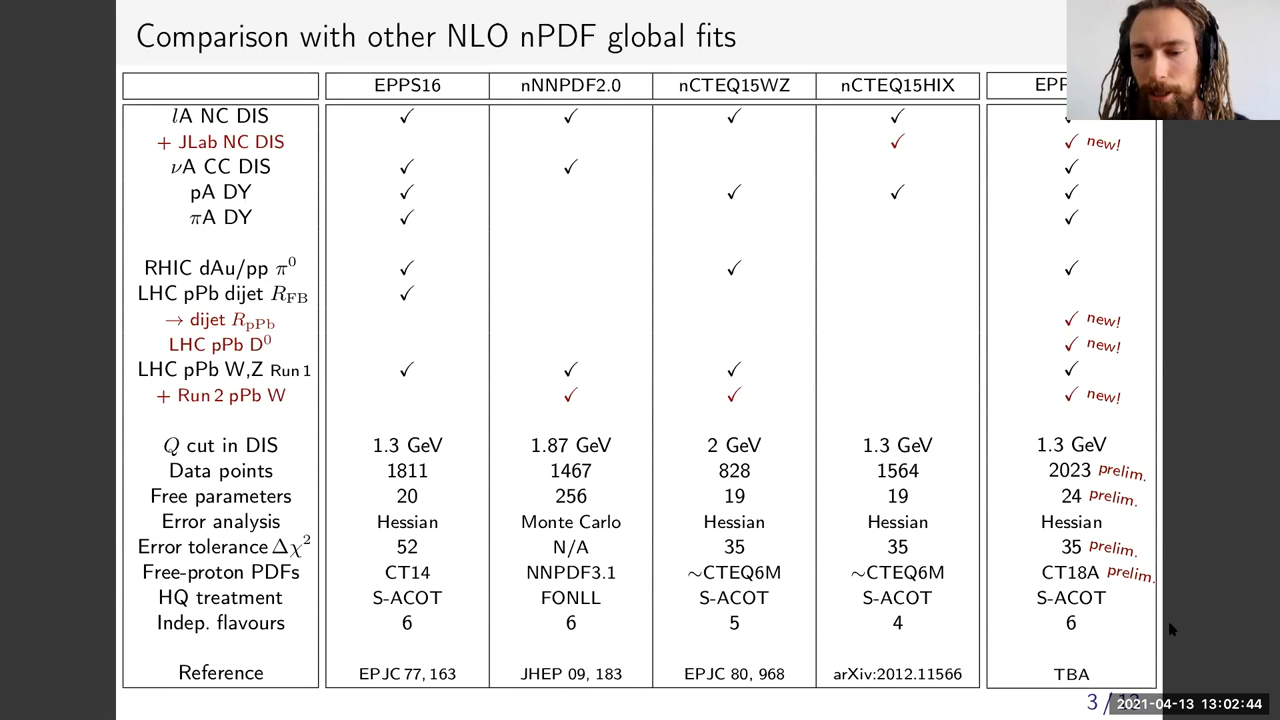 Comparison with other NLO nPDF global fits
EPPS16 nNNPDF2.0 nCTEQ15WZ nCTEQ15HIX EPP
lA NC DIS ✓ ✓ ✓ ✓ ✓
+ JLab NC DIS ✓ ✓ new!
νA CC DIS ✓ ✓ ✓
pA DY ✓ ✓ ✓ ✓
πA DY ✓ ✓
RHIC dAu/pp π⁰ ✓ ✓ ✓
LHC pPb dijet R_FB ✓
→ dijet R_pPb ✓ new!
LHC pPb D⁰ ✓ new!
LHC pPb W,Z Run 1 ✓ ✓ ✓ ✓
+ Run 2 pPb W ✓ ✓ ✓ new!
Q cut in DIS 1.3 GeV 1.87 GeV 2 GeV 1.3 GeV 1.3 GeV
Data points 1811 1467 828 1564 2023 prelim.
Free parameters 20 256 19 19 24 prelim.
Error analysis Hessian Monte Carlo Hessian Hessian Hessian
Error tolerance Δχ² 52 N/A 35 35 35 prelim.
Free-proton PDFs CT14 NNPDF3.1 ~CTEQ6M ~CTEQ6M CT18A prelim.
HQ treatment S-ACOT FONLL S-ACOT S-ACOT S-ACOT
Indep. flavours 6 6 5 4 6
Reference EPJC 77, 163 JHEP 09, 183 EPJC 80, 968 arXiv:2012.11566 TBA
3 /
2021-04-13 13:02:44